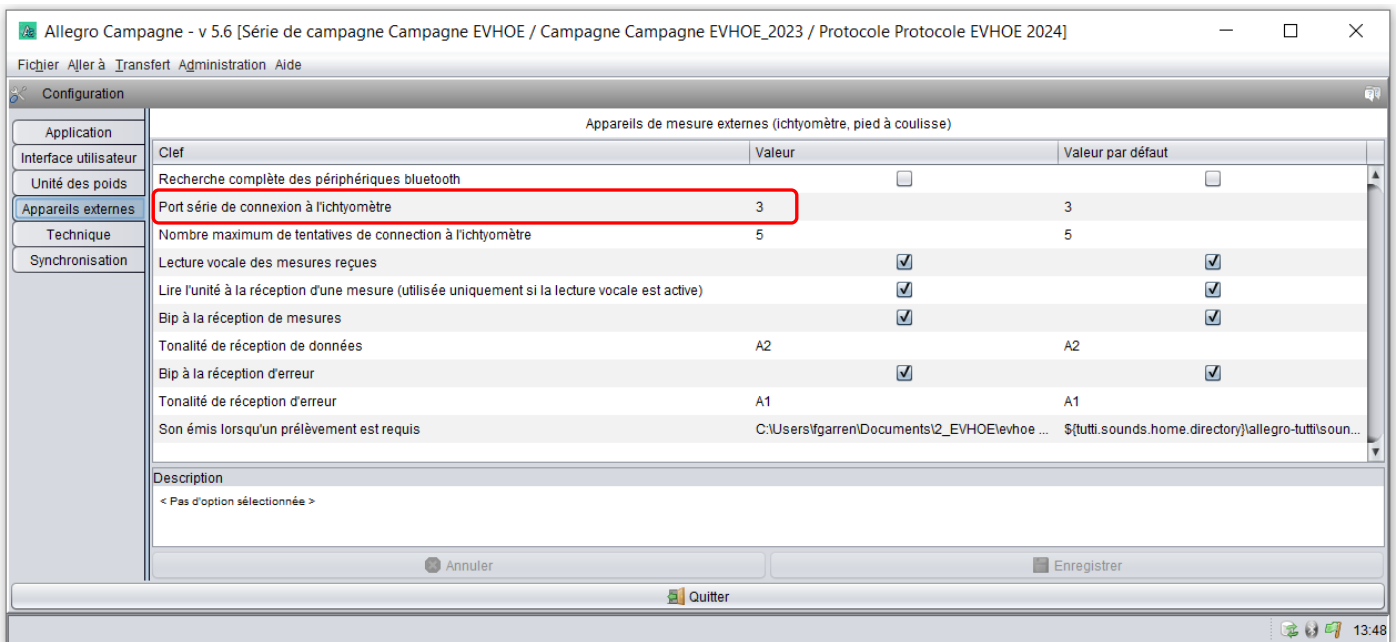 Allegro Campagne - v 5.6 [Série de campagne Campagne EVHOE / Campagne Campagne EVHOE_2023 / Protocole Protocole EVHOE 2024]
Fichier Aller à Transfert Administration Aide
Configuration
Application
Interface utilisateur
Unité des poids
Appareils externes
Technique
Synchronisation
Appareils de mesure externes (ichtyomètre, pied à coulisse)
Clef Valeur Valeur par défaut
Recherche complète des périphériques bluetooth
Port série de connexion à l'ichtyomètre 3 3
Nombre maximum de tentatives de connection à l'ichtyomètre 5 5
Lecture vocale des mesures reçues
Lire l'unité à la réception d'une mesure (utilisée uniquement si la lecture vocale est active)
Bip à la réception de mesures
Tonalité de réception de données A2 A2
Bip à la réception d'erreur
Tonalité de réception d'erreur A1 A1
Son émis lorsqu'un prélèvement est requis C:\Users\fgarren\Documents\2_EVHOE\evhoe ... ${tutti.sounds.home.directory}\allegro-tutti\soun...
Description
< Pas d'option sélectionnée >
Annuler Enregistrer
Quitter
13:48